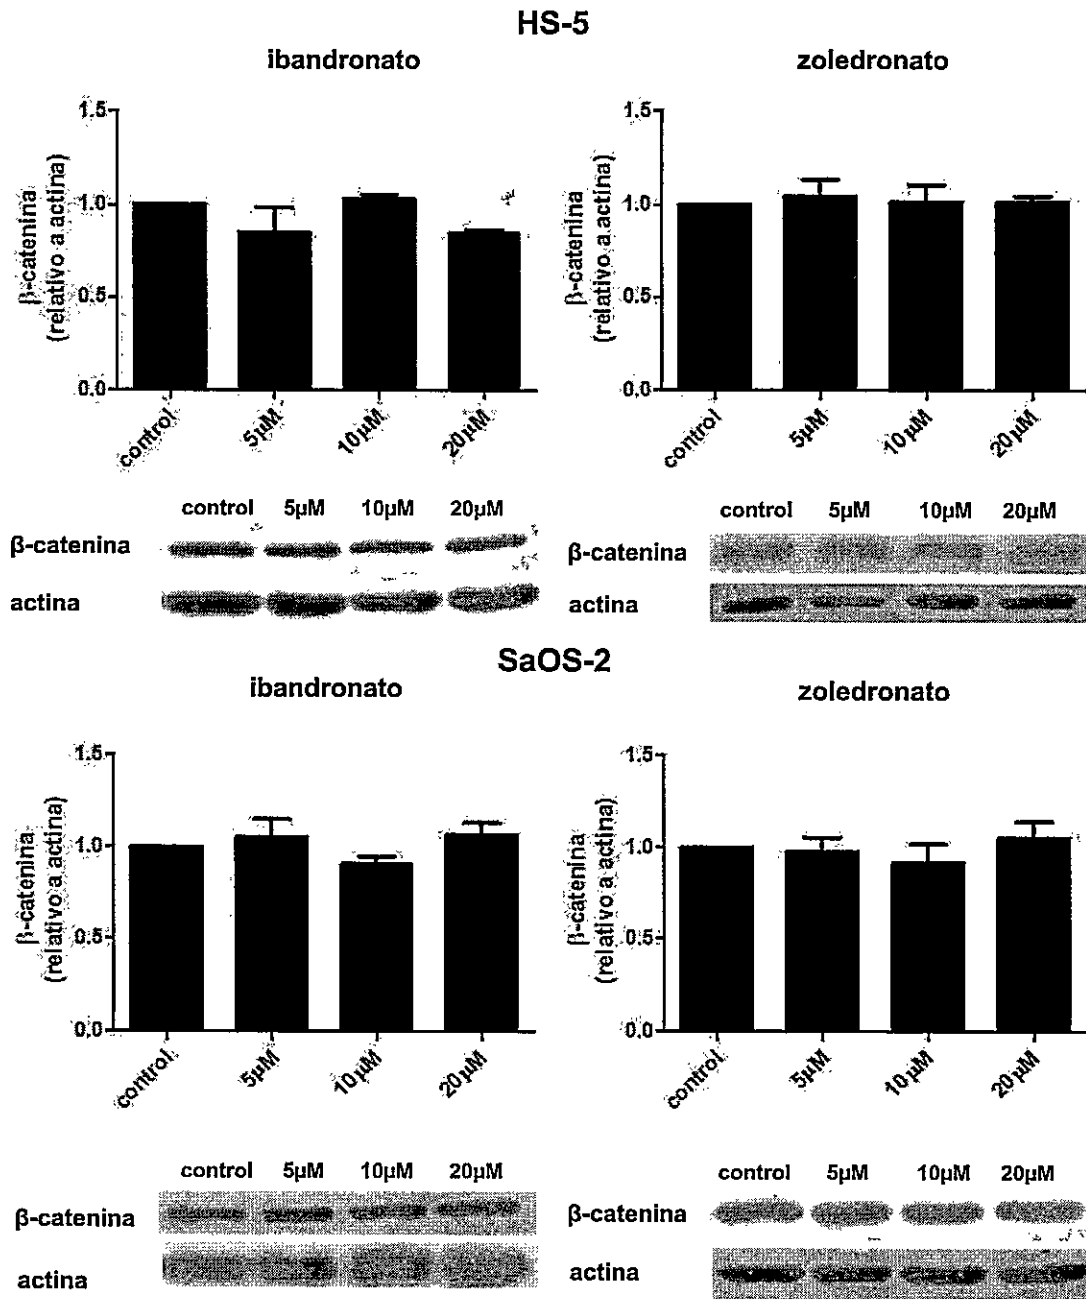 HS-5
ibandronato
zoledronato
β-catenina
(relativo a actina)
1.5
1.0
0.5
0.0
control
5µM
10µM
20µM
β-catenina
(relativo a actina)
1.5
1.0
0.5
0.0
control
5µM
10µM
20µM
control 5µM 10µM 20µM
β-catenina
actina
control 5µM 10µM 20µM
β-catenina
actina
SaOS-2
ibandronato
zoledronato
β-catenina
(relativo a actina)
1.5
1.0
0.5
0.0
control
5µM
10µM
20µM
β-catenina
(relativo a actina)
1.5
1.0
0.5
0.0
control
5µM
10µM
20µM
control 5µM 10µM 20µM
β-catenina
actina
control 5µM 10µM 20µM
β-catenina
actina